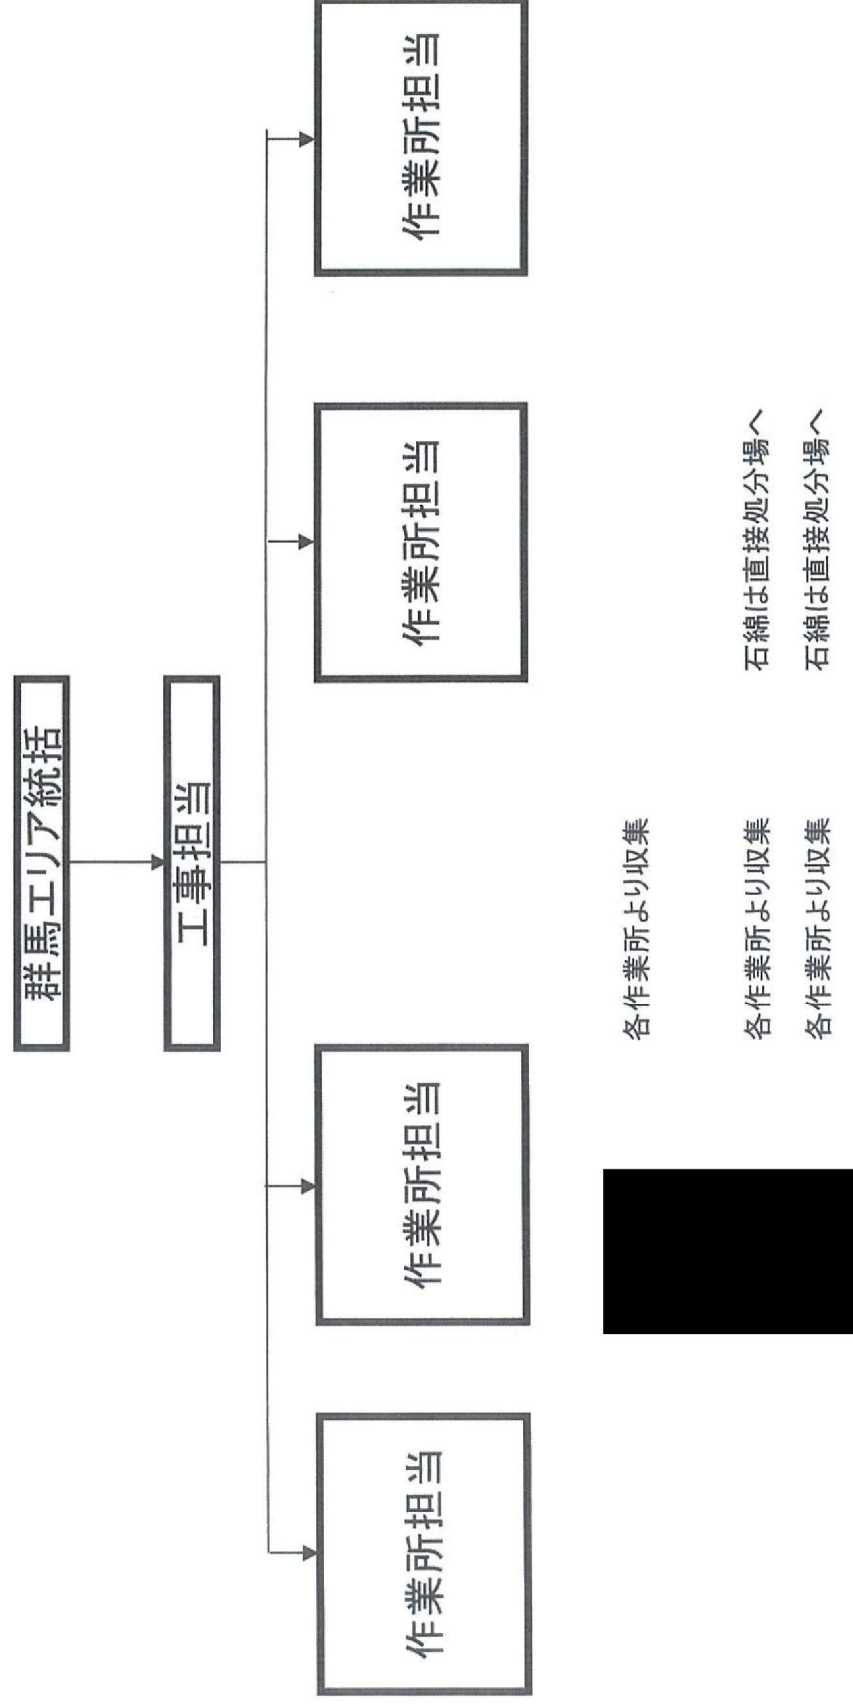 群馬エリア統括
工事担当
作業所担当
作業所担当
作業所担当
作業所担当
各作業所より収集
各作業所より収集
石綿は直接処分場へ
各作業所より収集
石綿は直接処分場へ